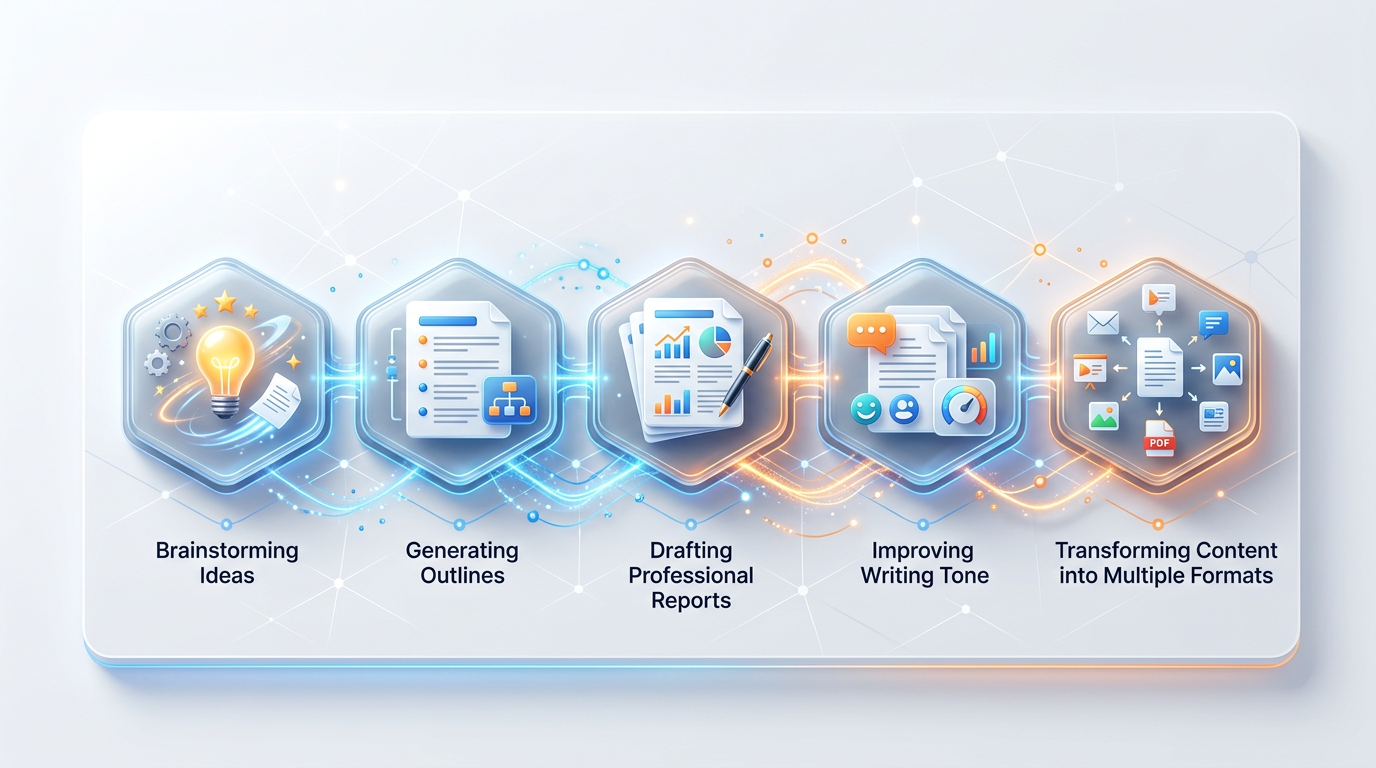 PDF
Brainstorming
Ideas
Generating
Outlines
Drafting
Professional
Reports
Improving
Writing Tone
Transforming Content
into Multiple Formats